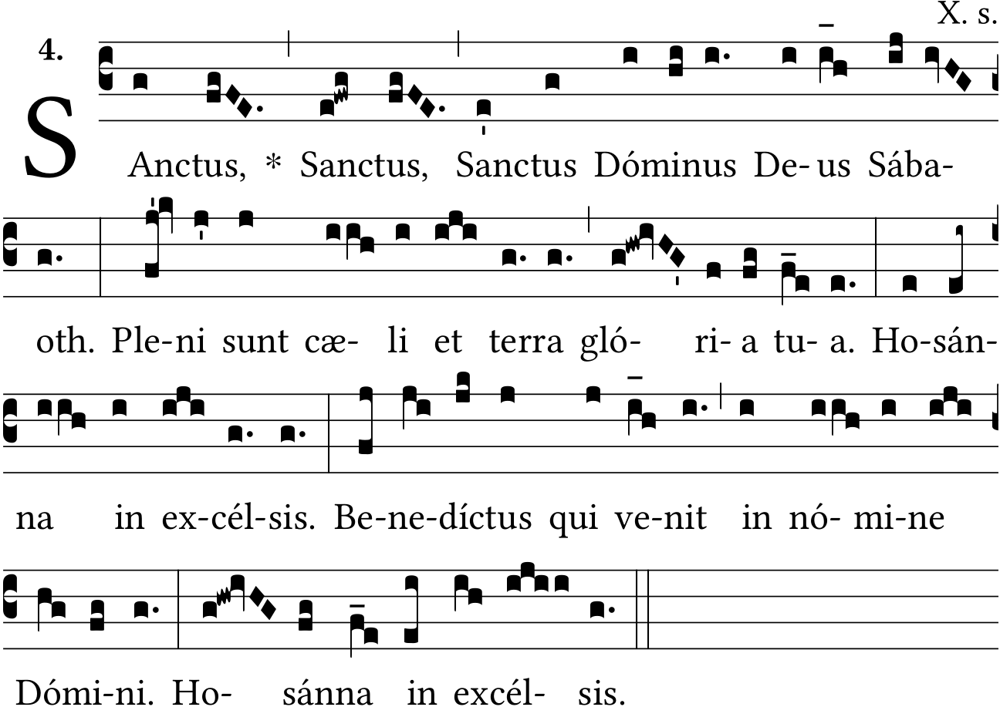 X. s.
4.
SAnctus, * Sanctus, Sanctus Dóminus De- us Sába-
oth. Ple-ni sunt cæ- li et terra gló- ri- a tu- a. Ho-sán-
na in ex-cél-sis. Be-ne-díctus qui ve-nit in nó- mi-ne
Dómi-ni. Ho- sánna in excél- sis.